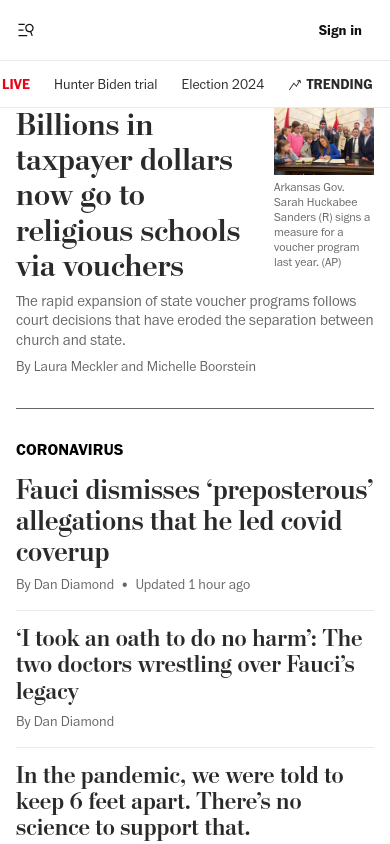 Sign in
LIVE
Hunter Biden trial
Election 2024
TRENDING
Billions in
taxpayer dollars
now go to
religious schools
via vouchers
Arkansas Gov.
Sarah Huckabee
Sanders (R) signs a
measure for a
voucher program
last year. (AP)
The rapid expansion of state voucher programs follows
court decisions that have eroded the separation between
church and state.
By Laura Meckler and Michelle Boorstein
CORONAVIRUS
Fauci dismisses ‘preposterous’
allegations that he led covid
coverup
By Dan Diamond • Updated 1 hour ago
‘I took an oath to do no harm’: The
two doctors wrestling over Fauci’s
legacy
By Dan Diamond
In the pandemic, we were told to
keep 6 feet apart. There’s no
science to support that.